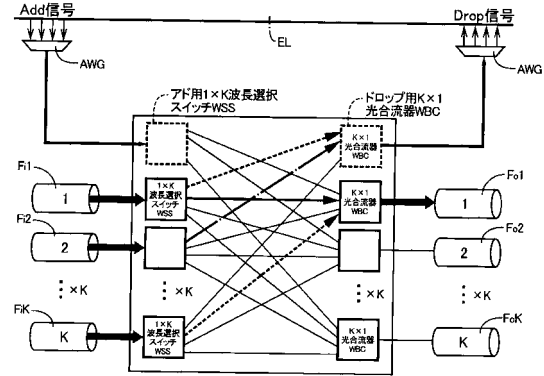 Add信号
Drop信号
EL
AWG
AWG
アド用1×K波長選択
スイッチWSS
ドロップ用K×1
光合流器WBC
K×1
光合流器
WBC
Fi1
1
1×K
波長選択
スイッチ
WSS
K×1
光合流器
WBC
Fo1
1
Fi2
2
Fo2
2
×K
×K
×K
×K
FiK
K
1×K
波長選択
スイッチ
WSS
K×1
光合流器
WBC
FoK
K